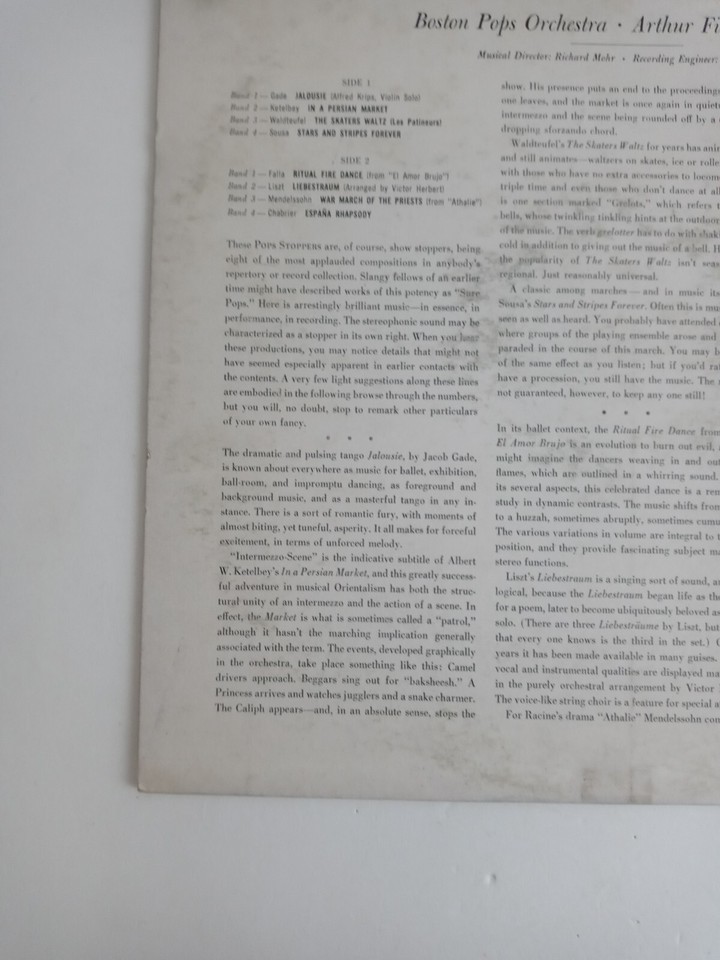 Boston Pops Orchestra · Arthur Fi
Musical Director: Richard Mohr · Recording Engineer:
SIDE 1
Band 1 — Gade JALOUSIE (Alfred Krips, Violin Solo)
Band 2 — Ketelbey IN A PERSIAN MARKET
Band 3 — Waldteufel THE SKATERS WALTZ (Les Patineurs)
Band 4 — Sousa STARS AND STRIPES FOREVER
SIDE 2
Band 1 — Falla RITUAL FIRE DANCE (from "El Amor Brujo")
Band 2 — Liszt LIEBESTRAUM (Arranged by Victor Herbert)
Band 3 — Mendelssohn WAR MARCH OF THE PRIESTS (from "Athalie")
Band 4 — Chabrier ESPAÑA RHAPSODY
These POPS STOPPERS are, of course, show stoppers, being
eight of the most applauded compositions in anybody's
repertory or record collection. Slangy fellows of an earlier
time might have described works of this potency as "Sure
Pops." Here is arrestingly brilliant music—in essence, in
performance, in recording. The stereophonic sound may be
characterized as a stopper in its own right. When you hear
these productions, you may notice details that might not
have seemed especially apparent in earlier contacts with
the contents. A very few light suggestions along these lines
are embodied in the following browse through the numbers,
but you will, no doubt, stop to remark other particulars
of your own fancy.
* * *
The dramatic and pulsing tango Jalousie, by Jacob Gade,
is known about everywhere as music for ballet, exhibition,
ball-room, and impromptu dancing, as foreground and
background music, and as a masterful tango in any in-
stance. There is a sort of romantic fury, with moments of
almost biting, yet tuneful, asperity. It all makes for forceful
excitement, in terms of unforced melody.
"Intermezzo-Scene" is the indicative subtitle of Albert
W. Ketelbey's In a Persian Market, and this greatly success-
ful adventure in musical Orientalism has both the struc-
tural unity of an intermezzo and the action of a scene. In
effect, the Market is what is sometimes called a "patrol,"
although it hasn't the marching implication generally
associated with the term. The events, developed graphically
in the orchestra, take place something like this: Camel
drivers approach. Beggars sing out for "baksheesh." A
Princess arrives and watches jugglers and a snake charmer.
The Caliph appears—and, in an absolute sense, stops the
show. His presence puts an end to the proceedings
one leaves, and the market is once again in quiet
intermezzo and the scene being rounded off by a
dropping sforzando chord.
Waldteufel's The Skaters Waltz for years has ani
and still animates—waltzers on skates, ice or rolle
with those who have no extra accessories to locom
triple time and even those who don't dance at all
is one section marked "Grelots," which refers t
bells, whose twinkling tinkling hints at the outdoor
of the music. The verb grelotter has to do with shak
cold in addition to giving out the music of a bell. H
the popularity of The Skaters Waltz isn't seas
regional. Just reasonably universal.
A classic among marches—and in music its
Sousa's Stars and Stripes Forever. Often this is mu
seen as well as heard. You probably have attended
where groups of the playing ensemble arose and
paraded in the course of this march. You may b
of the same effect as you listen; but if you'd rat
have a procession, you still have the music. The
not guaranteed, however, to keep any one still!
* * *
In its ballet context, the Ritual Fire Dance from
El Amor Brujo is an evolution to burn out evil,
might imagine the dancers weaving in and out
flames, which are outlined in a whirring sound.
its several aspects, this celebrated dance is a rem
study in dynamic contrasts. The music shifts from
to a huzzah, sometimes abruptly, sometimes cumu
The various variations in volume are integral to t
position, and they provide fascinating subject ma
stereo functions.
Liszt's Liebestraum is a singing sort of sound, a
logical, because the Liebestraum began life as the
for a poem, later to become ubiquitously beloved as
solo. (There are three Liebesträume by Liszt, but
that every one knows is the third in the set.) O
years it has been made available in many guises.
vocal and instrumental qualities are displayed ma
in the purely orchestral arrangement by Victor
The voice-like string choir is a feature for special a
For Racine's drama "Athalie" Mendelssohn com